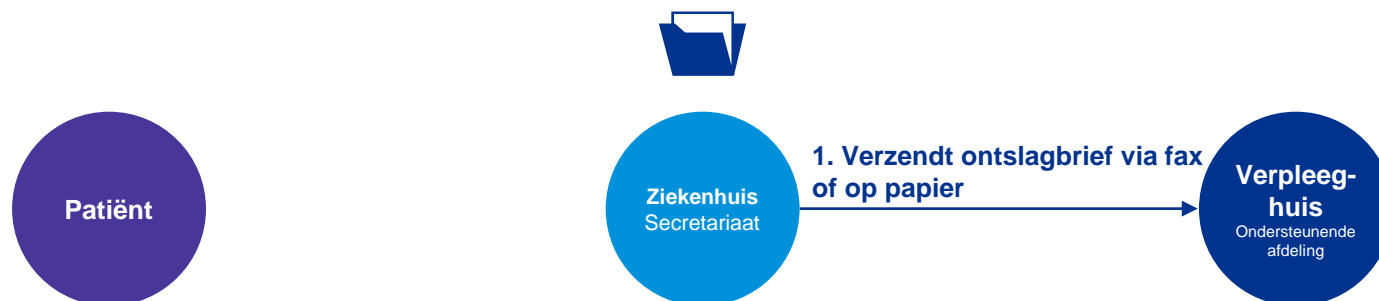 Patiënt
Ziekenhuis
Secretariaat
1. Verzendt ontslagbrief via fax
of op papier
Verpleeg-
huis
Ondersteunende
afdeling